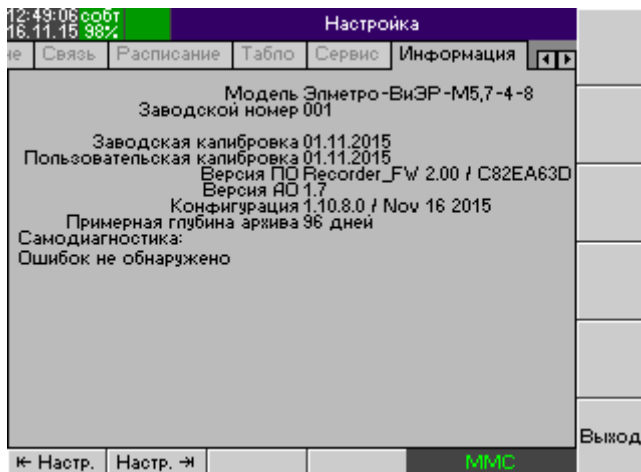 12:49:06 собт
16.11.15 98%
Настройка
не Связь Расписание Табло Сервис Информация
Модель Элметро-ВиЭР-М5,7-4-8
Заводской номер 001
Заводская калибровка 01.11.2015
Пользовательская калибровка 01.11.2015
Версия ПО Recorder_FW 2.00 / C82EA63D
Версия АО 1.7
Конфигурация 1.10.8.0 / Nov 16 2015
Примерная глубина архива 96 дней
Самодиагностика:
Ошибок не обнаружено
Выход
Настр. Настр. MMC